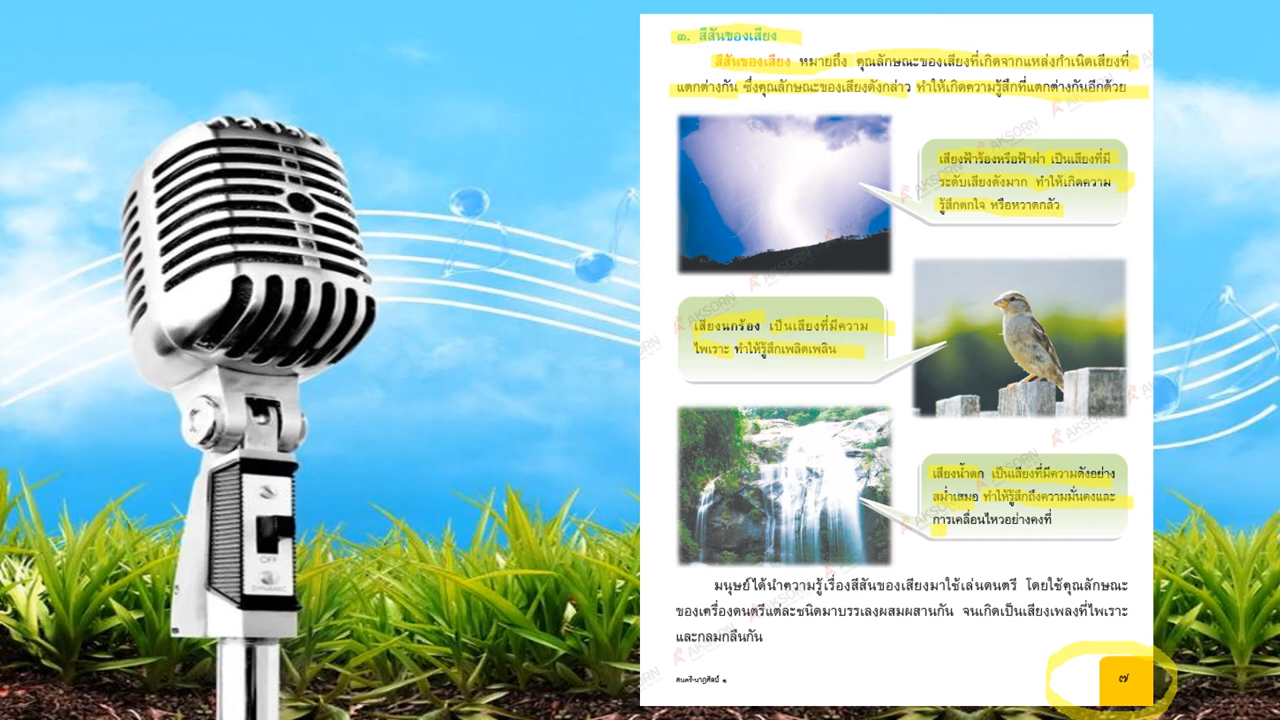 ๓. สีสันของเสียง
สีสันของเสียง หมายถึง คุณลักษณะของเสียงที่เกิดจากแหล่งกำเนิดเสียงที่
แตกต่างกัน ซึ่งคุณลักษณะของเสียงดังกล่าว ทำให้เกิดความรู้สึกที่แตกต่างกันอีกด้วย
เสียงฟ้าร้องหรือฟ้าผ่า เป็นเสียงที่มี
ระดับเสียงดังมาก ทำให้เกิดความ
รู้สึกตกใจ หรือหวาดกลัว
เสียงนกร้อง เป็นเสียงที่มีความ
ไพเราะ ทำให้รู้สึกเพลิดเพลิน
เสียงน้ำตก เป็นเสียงที่มีความดังอย่าง
สม่ำเสมอ ทำให้รู้สึกถึงความมั่นคงและ
การเคลื่อนไหวอย่างคงที่
มนุษย์ได้นำความรู้เรื่องสีสันของเสียงมาใช้เล่นดนตรี โดยใช้คุณลักษณะ
ของเครื่องดนตรีแต่ละชนิดมาบรรเลงผสมผสานกัน จนเกิดเป็นเสียงเพลงที่ไพเราะ
และกลมกลืนกัน
ดนตรี-นาฏศิลป์ ๑
๗
OFF
DYNAMIC
AKSORN
AKSORN
AKSORN
AKSORN
AKSORN
AKSORN
AKSORN
AKSORN